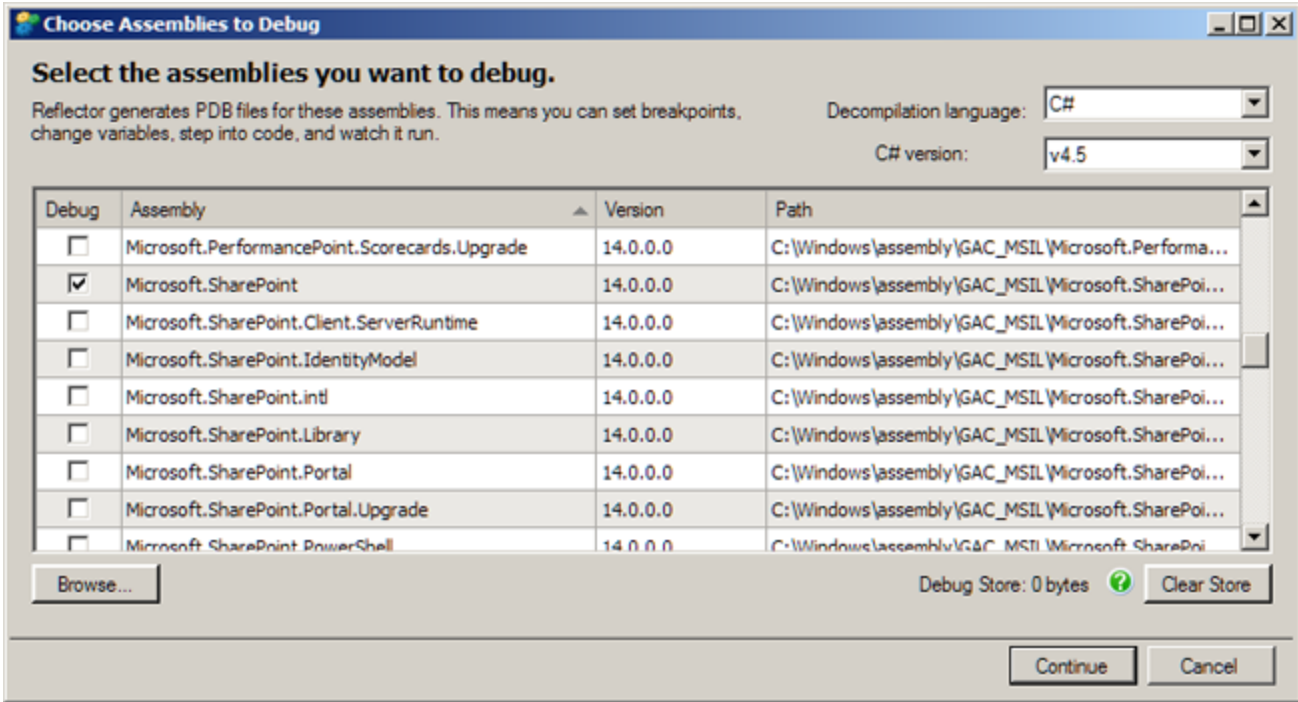 Choose Assemblies to Debug
Select the assemblies you want to debug.
Reflector generates PDB files for these assemblies. This means you can set breakpoints,
change variables, step into code, and watch it run.
Decompilation language: C#
C# version: v4.5
Debug Assembly Version Path
Microsoft.PerformancePoint.Scorecards.Upgrade 14.0.0.0 C:\Windows\assembly\GAC_MSIL\Microsoft.Performa...
Microsoft.SharePoint 14.0.0.0 C:\Windows\assembly\GAC_MSIL\Microsoft.SharePoi...
Microsoft.SharePoint.Client.ServerRuntime 14.0.0.0 C:\Windows\assembly\GAC_MSIL\Microsoft.SharePoi...
Microsoft.SharePoint.IdentityModel 14.0.0.0 C:\Windows\assembly\GAC_MSIL\Microsoft.SharePoi...
Microsoft.SharePoint.intl 14.0.0.0 C:\Windows\assembly\GAC_MSIL\Microsoft.SharePoi...
Microsoft.SharePoint.Library 14.0.0.0 C:\Windows\assembly\GAC_MSIL\Microsoft.SharePoi...
Microsoft.SharePoint.Portal 14.0.0.0 C:\Windows\assembly\GAC_MSIL\Microsoft.SharePoi...
Microsoft.SharePoint.Portal.Upgrade 14.0.0.0 C:\Windows\assembly\GAC_MSIL\Microsoft.SharePoi...
Microsoft.SharePoint.PowerShell 14.0.0.0 C:\Windows\assembly\GAC_MSIL\Microsoft.SharePoi
Browse... Debug Store: 0 bytes ? Clear Store
Continue Cancel